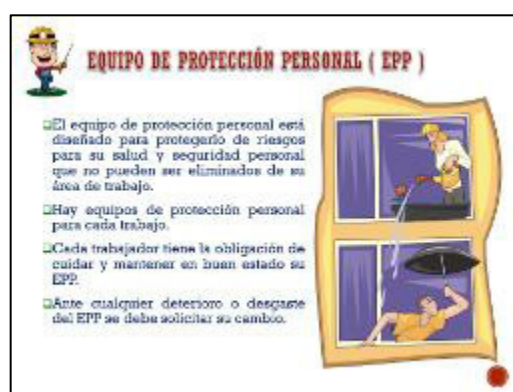 EQUIPO DE PROTECCIÓN PERSONAL ( EPP )
El equipo de protección personal está
diseñado para protegerlo de riesgos
para su salud y seguridad personal
que no pueden ser eliminados de su
área de trabajo.
Hay equipos de protección personal
para cada trabajo.
Cada trabajador tiene la obligación de
cuidar y mantener en buen estado su
EPP.
Ante cualquier deterioro o desgaste
del EPP se debe solicitar su cambio.